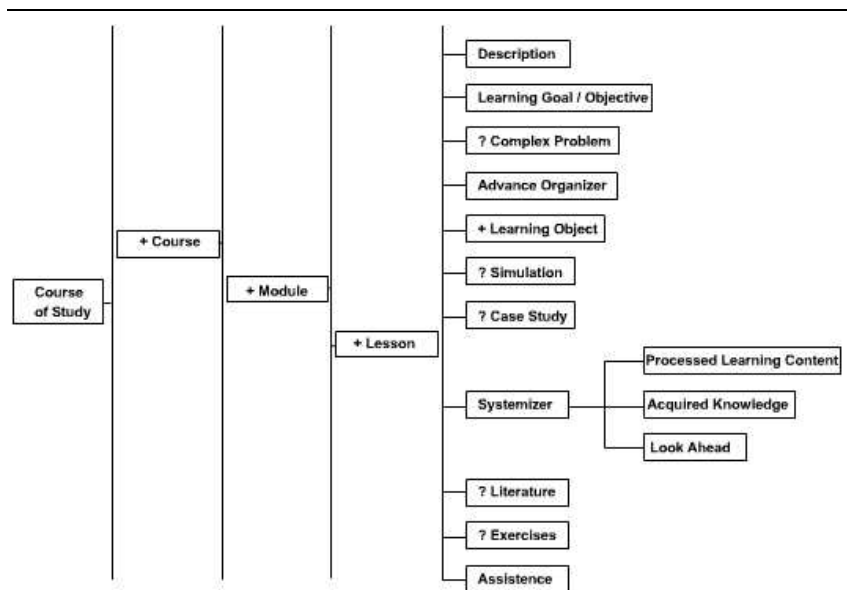 Description
Learning Goal / Objective
? Complex Problem
Advance Organizer
+ Learning Object
? Simulation
? Case Study
+ Course
+ Module
Course
of Study
+ Lesson
Processed Learning Content
Systemizer
Acquired Knowledge
Look Ahead
? Literature
? Exercises
Assistence